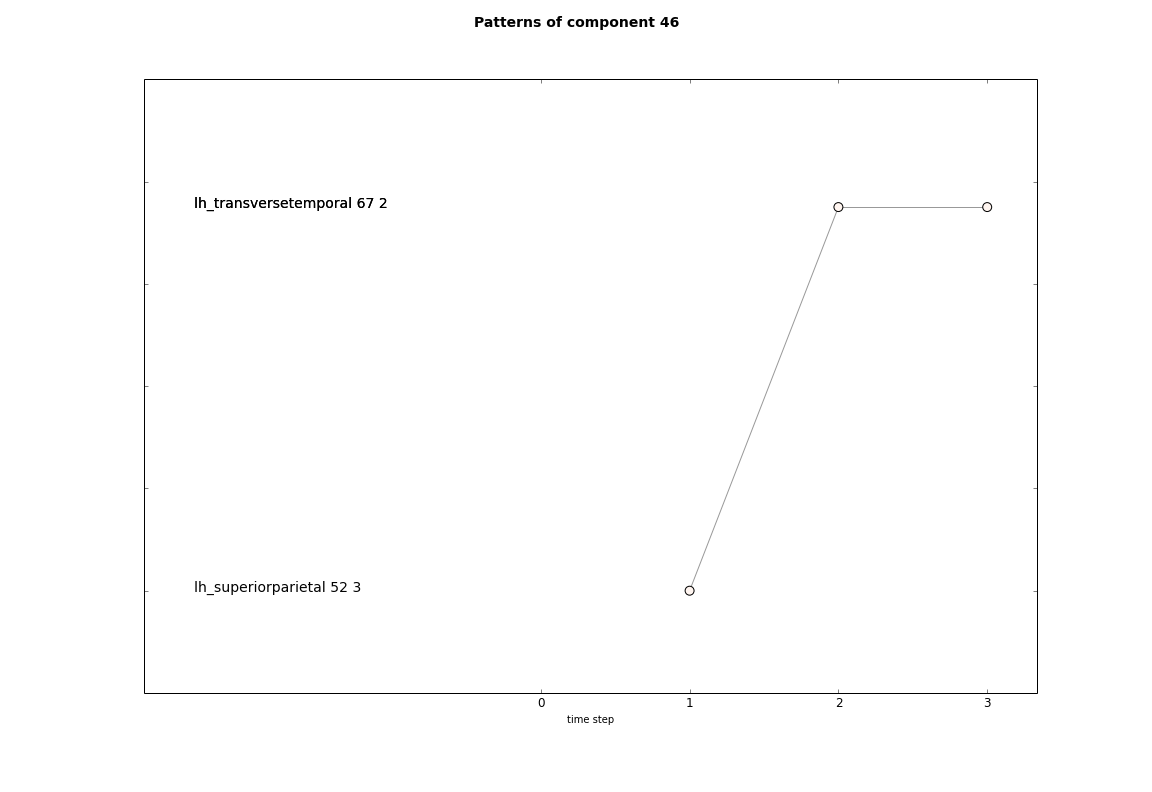 Patterns of component 46
lh_transversetemporal 67 2
lh_superiorparietal 52 3
0 1 2 3
time step